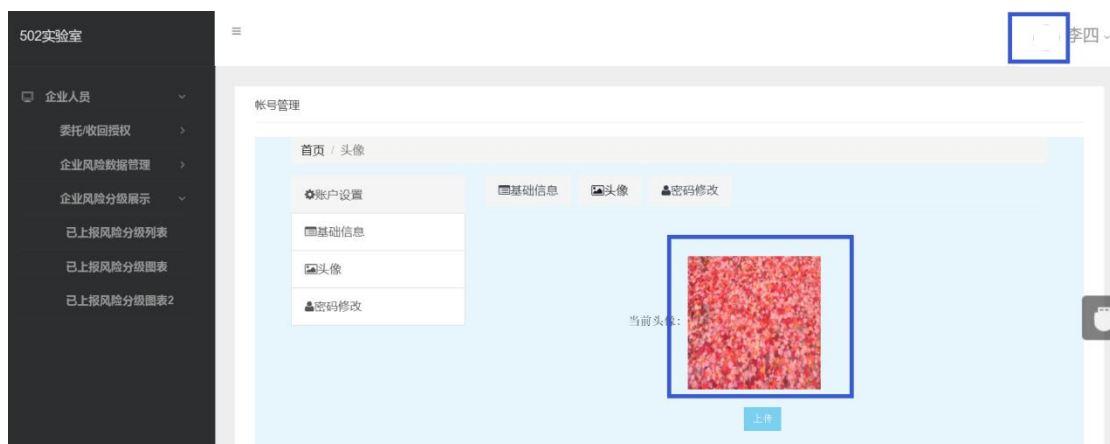 502实验室
李四
企业人员
委托/收回授权
企业风险数据管理
企业风险分级展示
已上报风险分级列表
已上报风险分级图表
已上报风险分级图表2
帐号管理
首页 / 头像
账户设置
基础信息
头像
密码修改
基础信息 头像 密码修改
当前头像：
上传